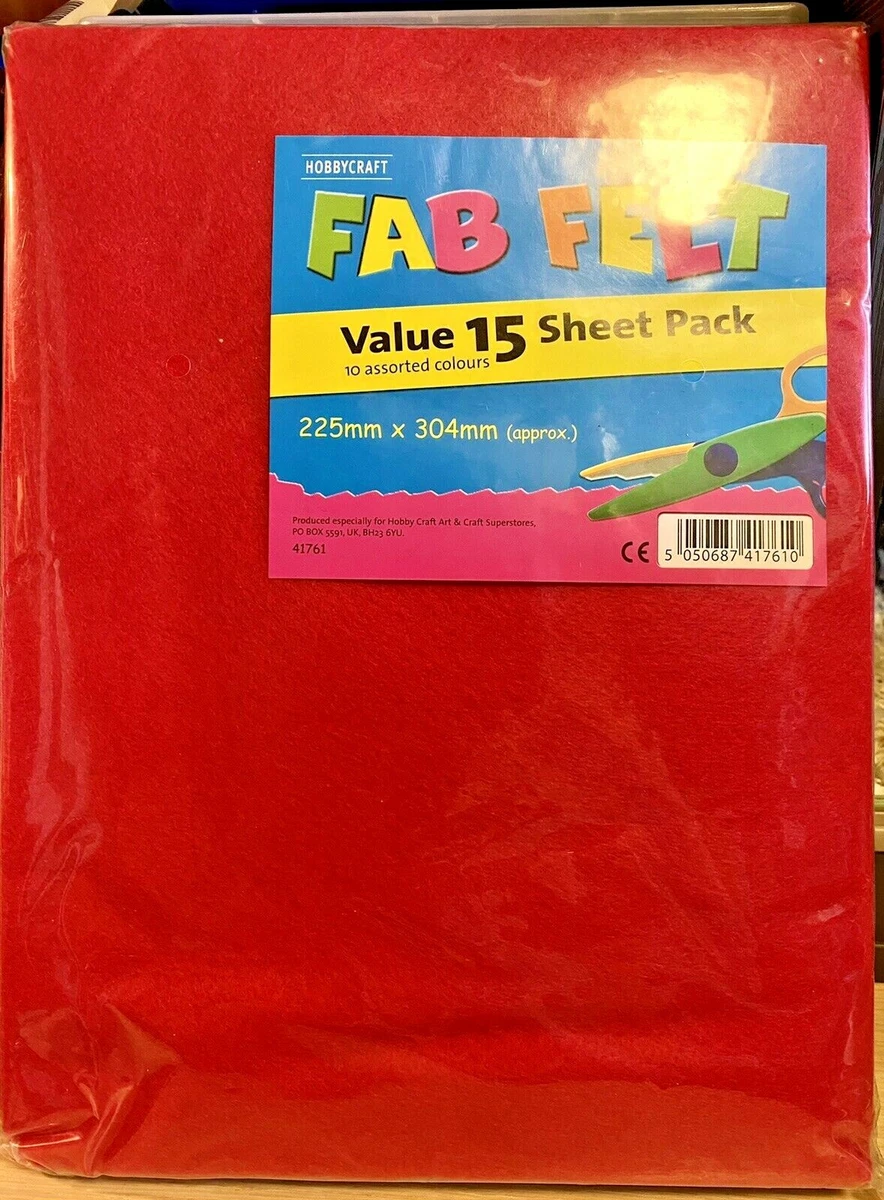 HOBBYCRAFT
FAB FELT
Value 15 Sheet Pack
10 assorted colours
225mm x 304mm (approx.)
Produced especially for Hobby Craft Art & Craft Superstores,
PO BOX 5591, UK, BH23 6YU.
41761
CE
5 050687 417610